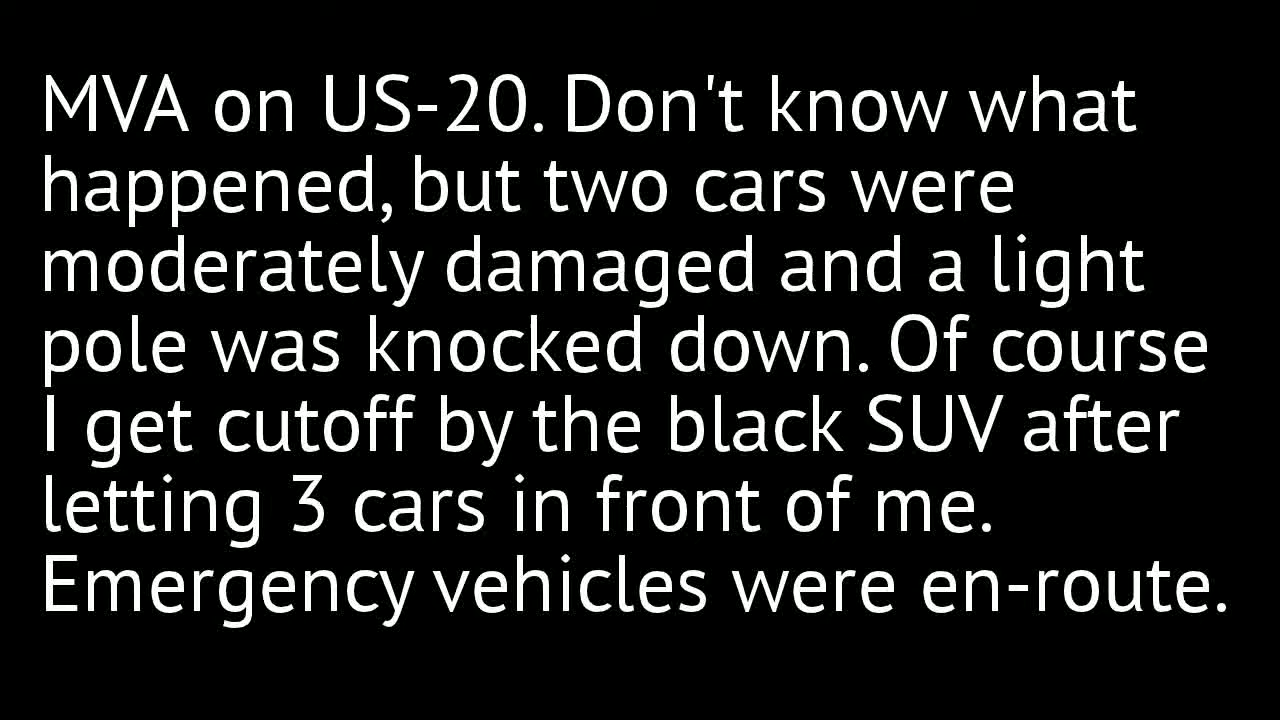 MVA on US-20. Don't know what
happened, but two cars were
moderately damaged and a light
pole was knocked down. Of course
I get cutoff by the black SUV after
letting 3 cars in front of me.
Emergency vehicles were en-route.